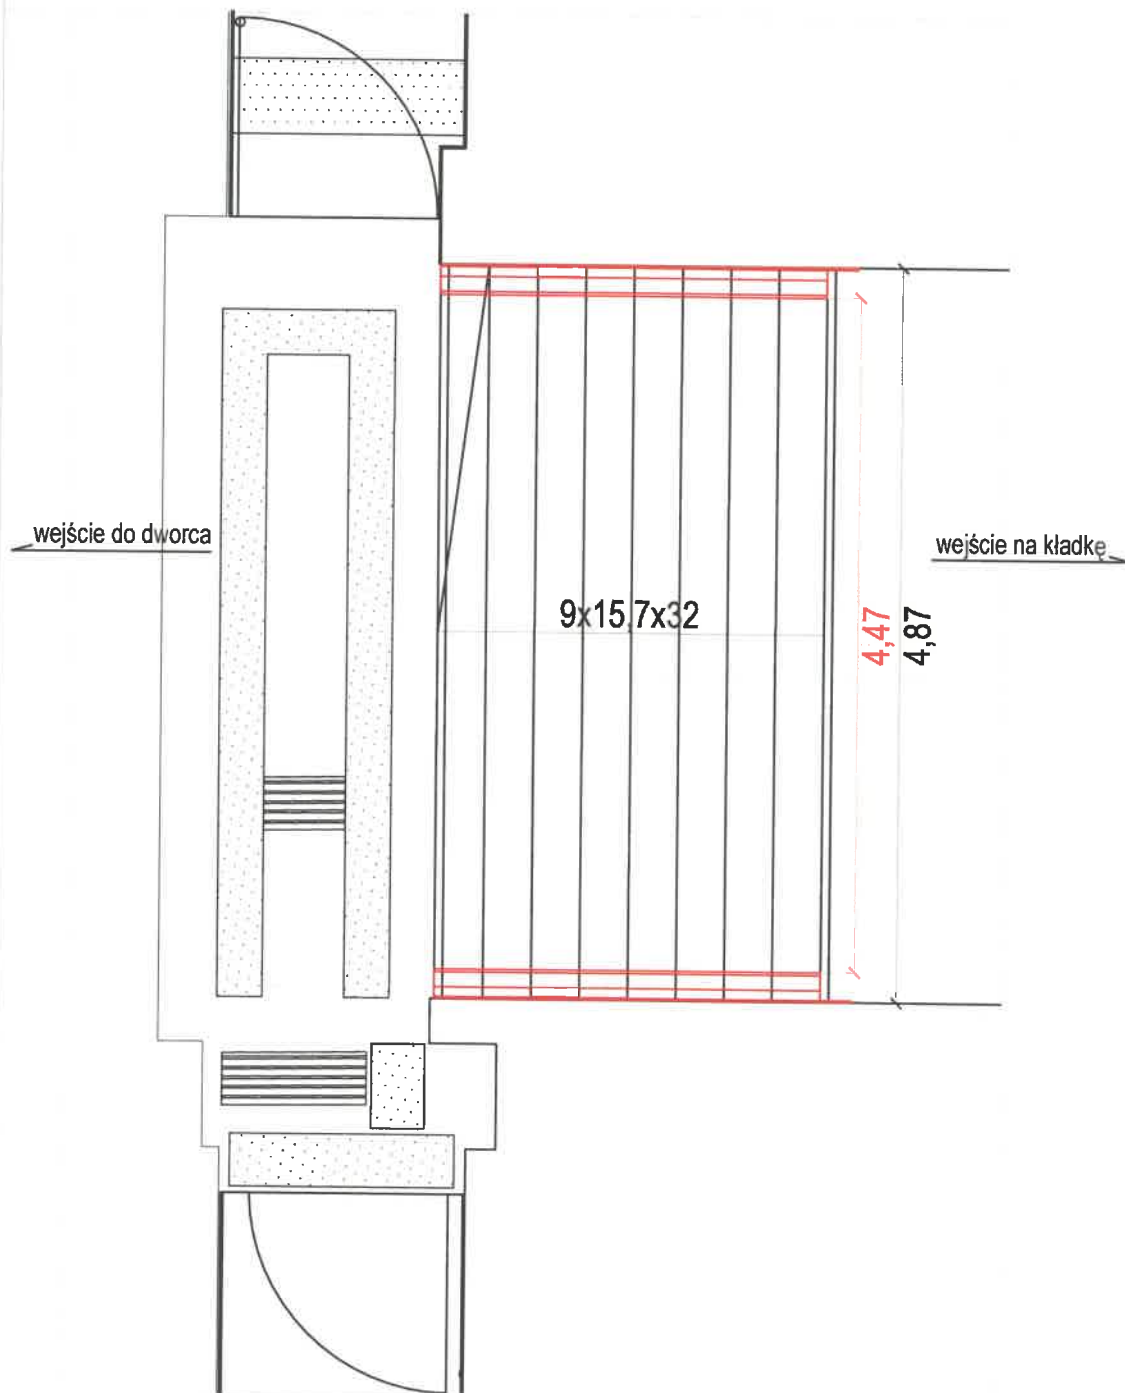 wejście do dworca
wejście na kładkę
9x15,7x32
4,47
4,87